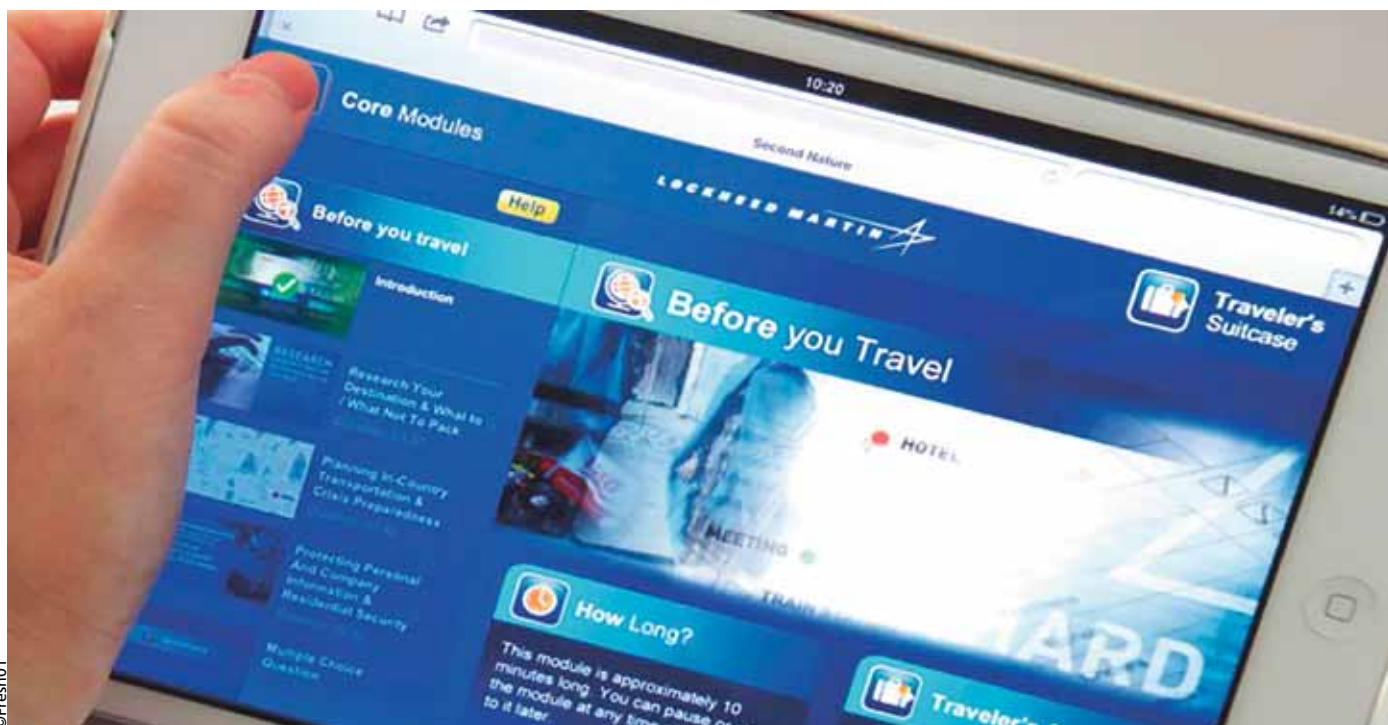 10:20
14%
Second Nature
Core Modules
LOCKHEED MARTIN
Help
Traveler's
Suitcase
Before you travel
Introduction
RESEARCH
Research Your
Destination & What to
/ What Not To Pack
Planning In-Country
Transportation &
Crisis Preparedness
Protecting Personal
And Company
Information &
Residential Security
Multiple Choice
Question
Before you Travel
HOTEL
MEETING
How Long?
This module is approximately 10
minutes long. You can pause
the module at any time
to it later
Traveler's